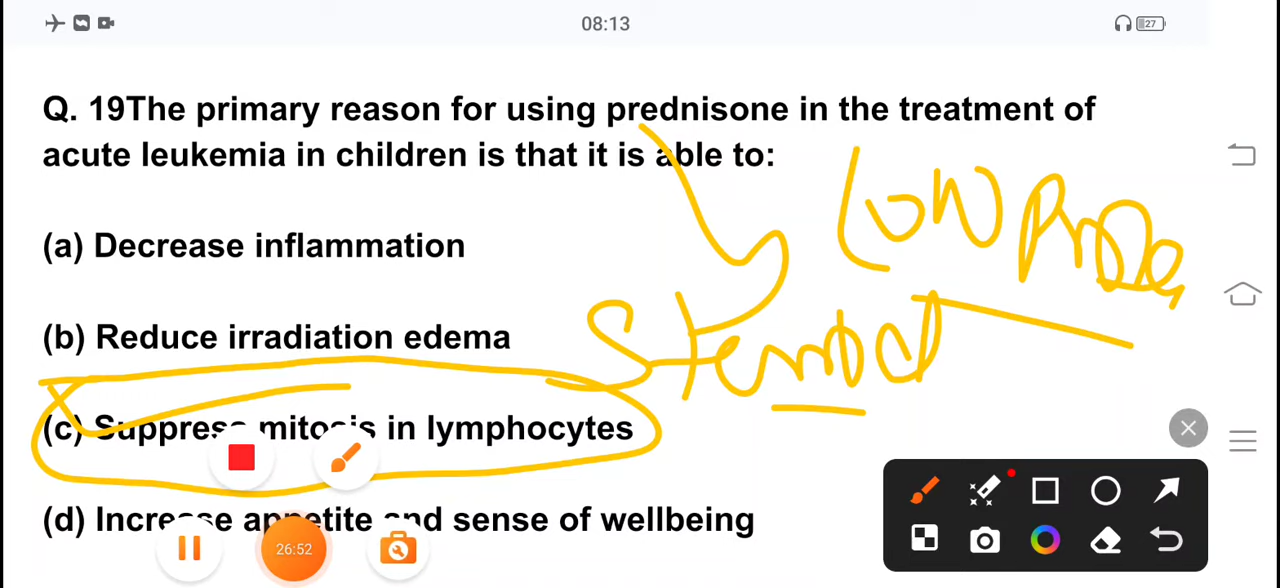 08:13
27
Q. 19The primary reason for using prednisone in the treatment of
acute leukemia in children is that it is able to:
(a) Decrease inflammation
(b) Reduce irradiation edema
(c) Suppress mitosis in lymphocytes
(d) Increase appetite and sense of wellbeing
26:52
Low